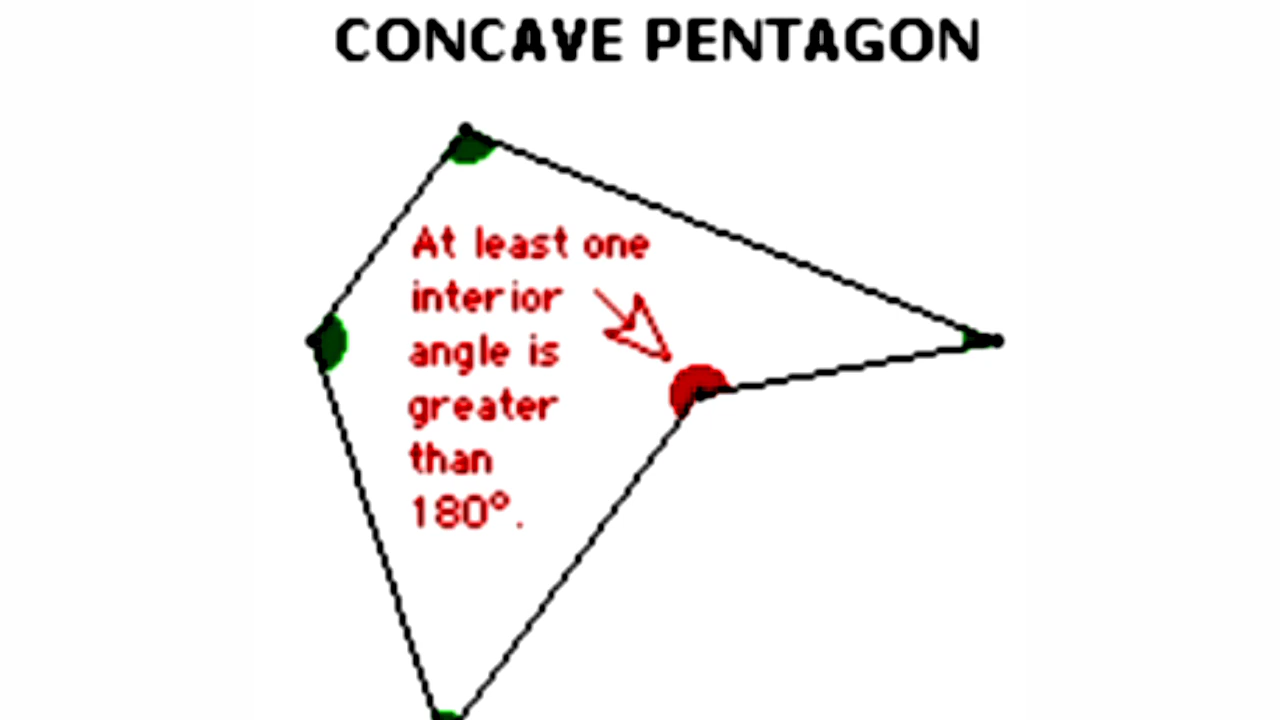 CONCAVE PENTAGON
At least one
interior
angle is
greater
than
180°.